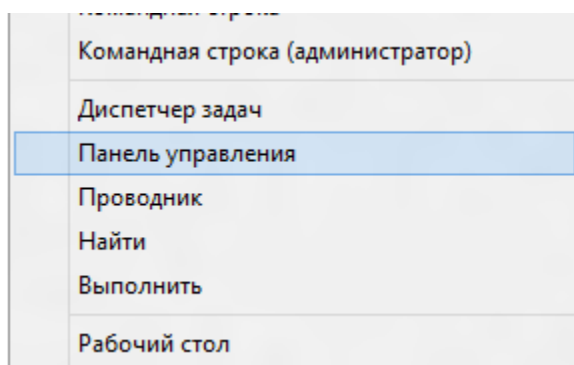 Командная строка (администратор)
Диспетчер задач
Панель управления
Проводник
Найти
Выполнить
Рабочий стол